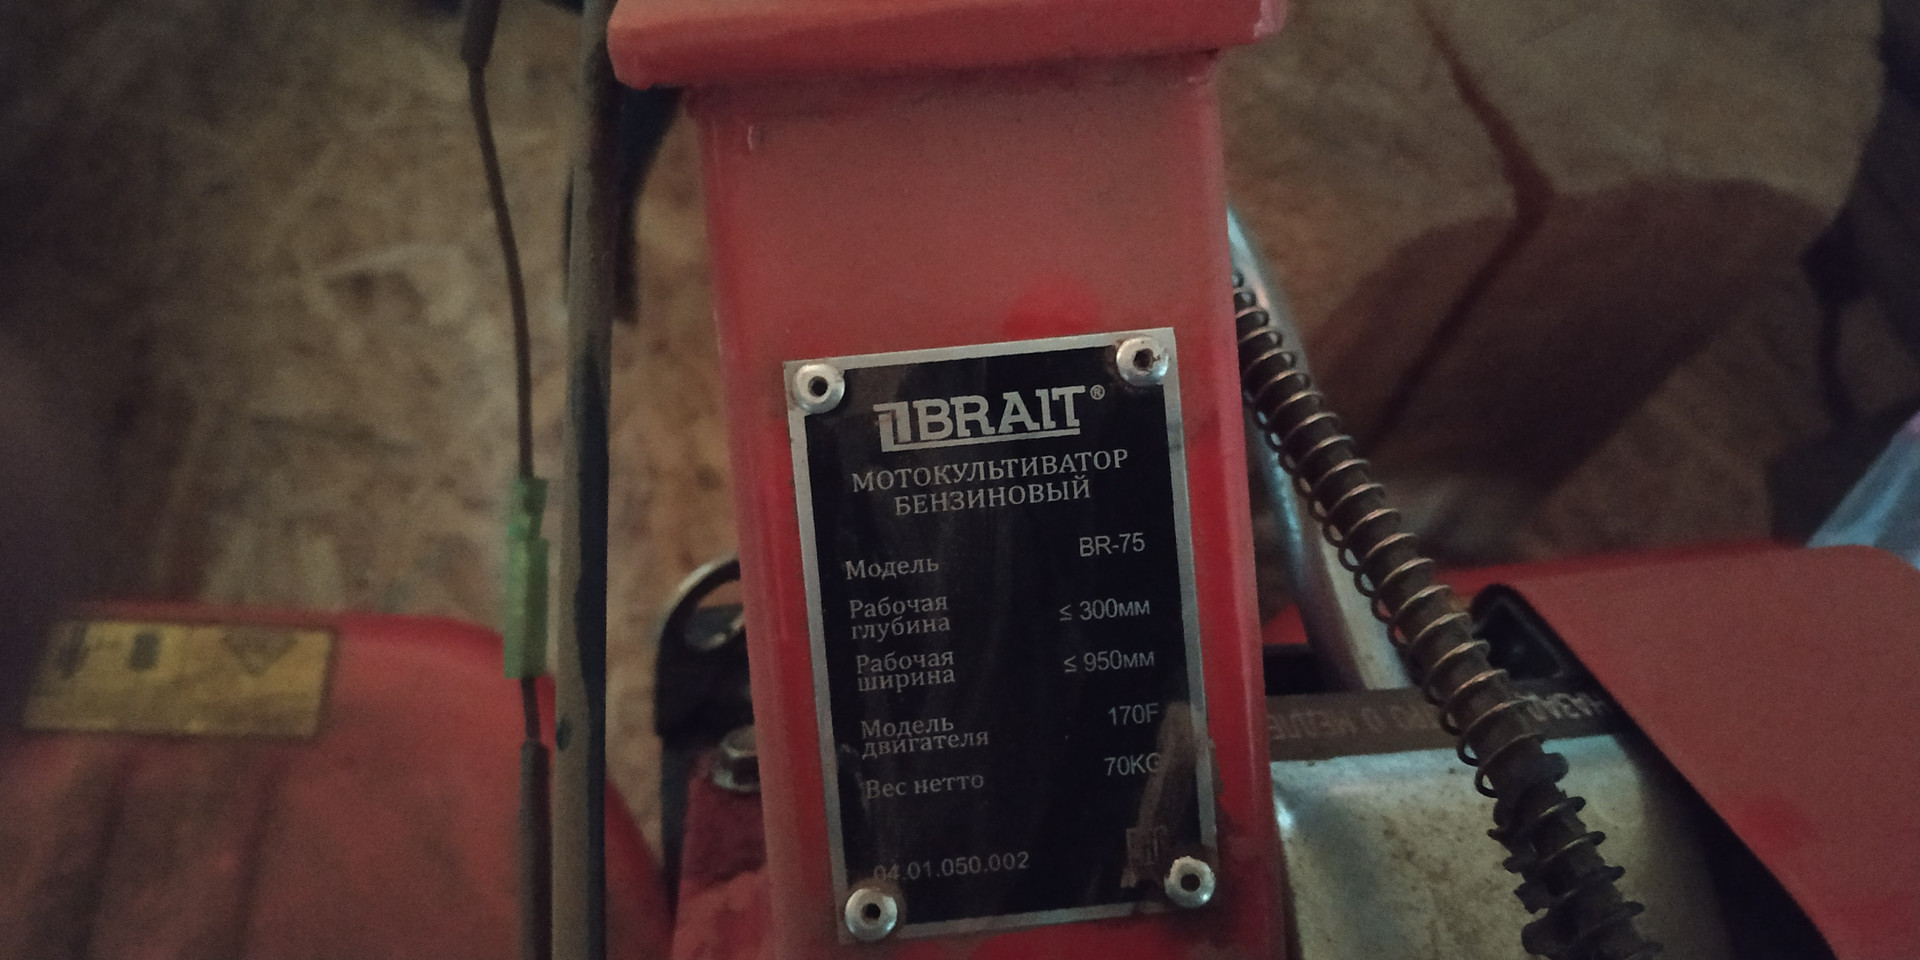 BRAIT®
МОТОКУЛЬТИВАТОР
БЕНЗИНОВЫЙ
Модель BR-75
Рабочая
глубина ≤ 300мм
Рабочая
ширина ≤ 950мм
Модель
двигателя 170F
Вес нетто 70KG
04.01.050.002
EAC